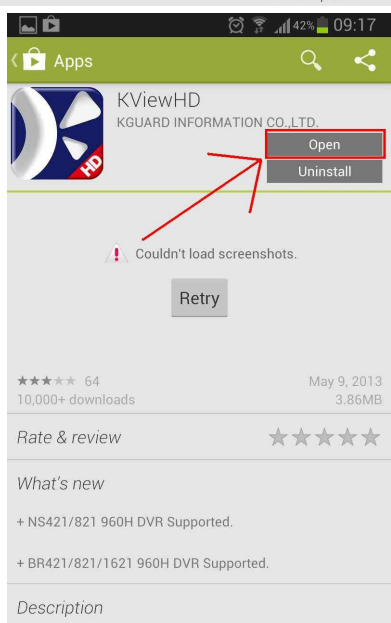 42% 09:17
Apps
KViewHD
KGUARD INFORMATION CO.,LTD.
Open
Uninstall
HD
Couldn't load screenshots.
Retry
64
May 9, 2013
10,000+ downloads
3.86MB
Rate & review
What's new
+ NS421/821 960H DVR Supported.
+ BR421/821/1621 960H DVR Supported.
Description